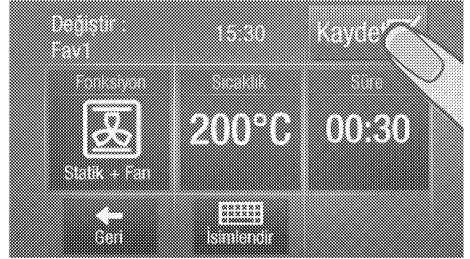 Değiştir :
Fav1
15:30
Kaydet
Fonksiyon
Sıcaklık
Süre
200°C
00:30
Statik + Fan
Geri
İsimlendir